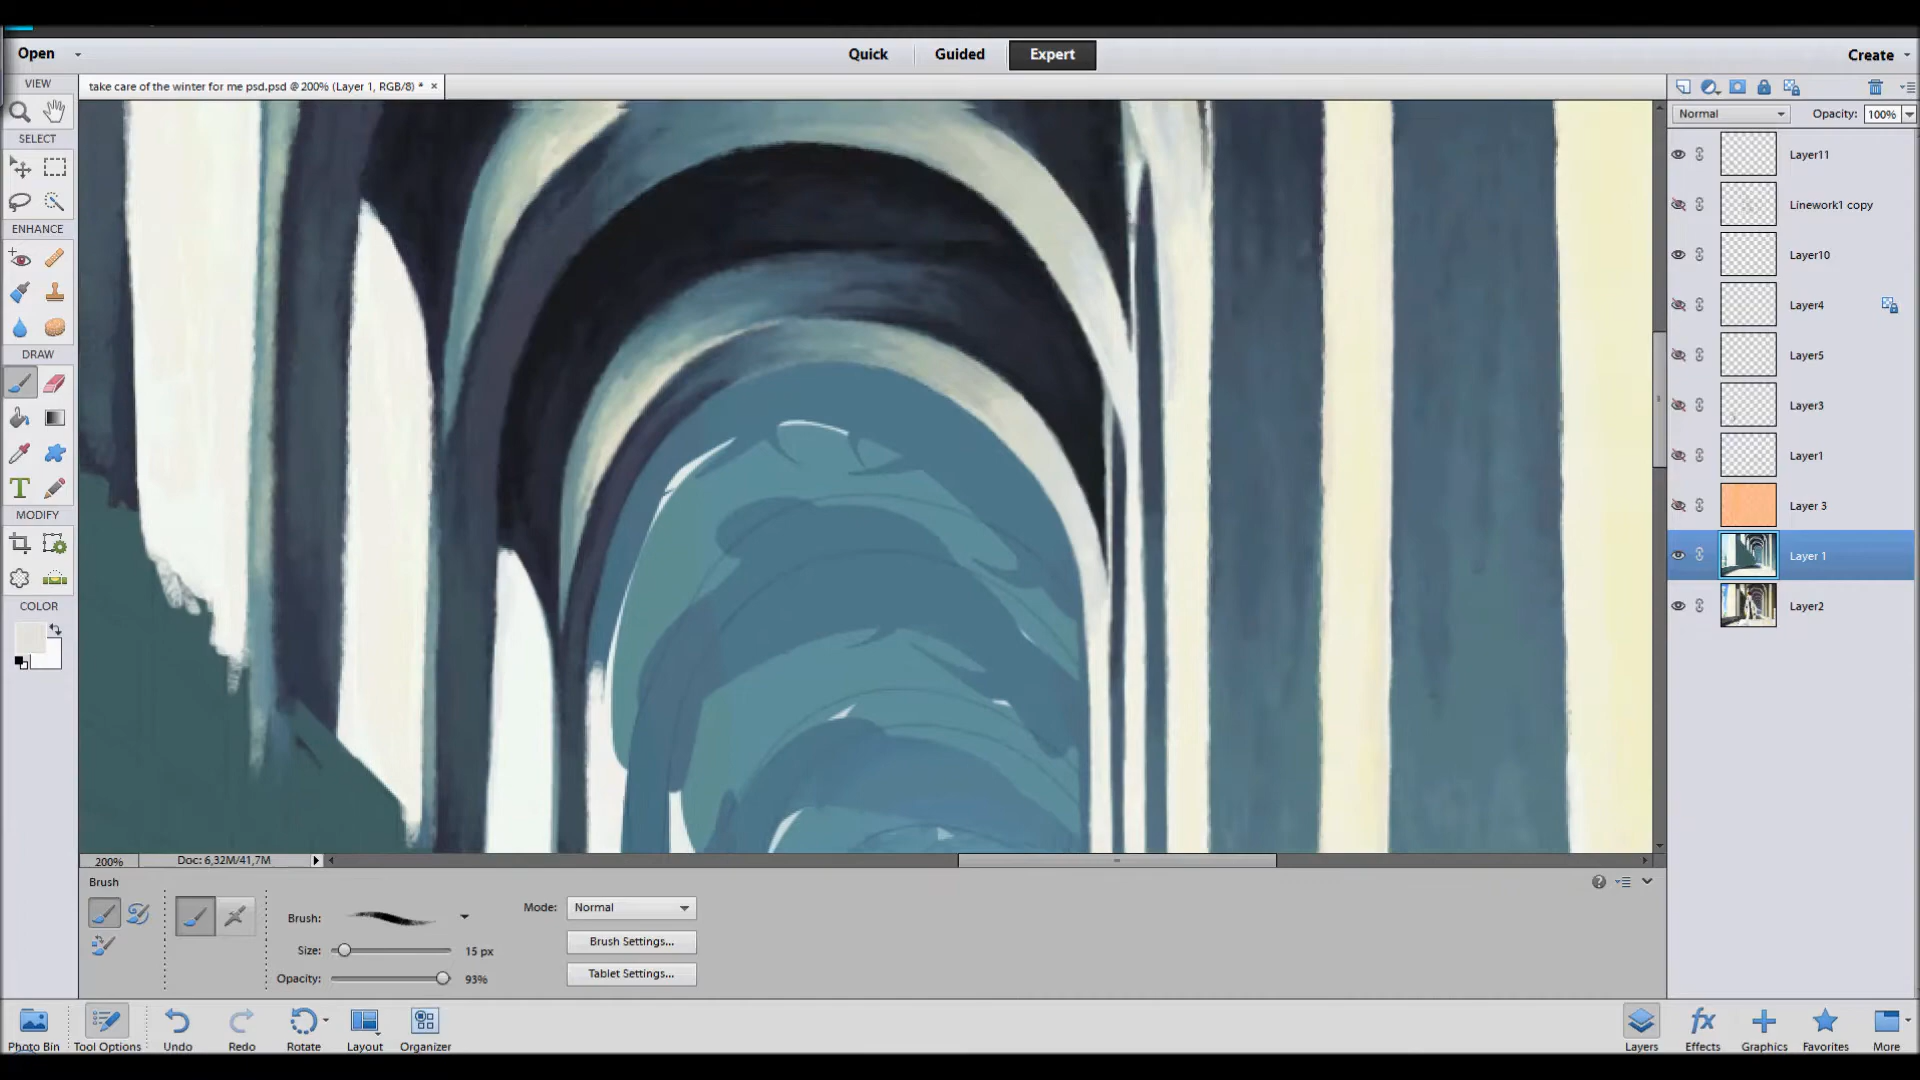 Open
Quick
Guided
Expert
Create
VIEW
take care of the winter for me psd.psd @ 200% (Layer 1, RGB/8) * ×
Normal
Opacity: 100%
SELECT
Layer11
Linework1 copy
ENHANCE
Layer10
Layer4
DRAW
Layer5
Layer3
Layer1
T
MODIFY
Layer 3
Layer 1
COLOR
Layer2
200%
Doc: 6,32M/41,7M
Brush
Brush:
Mode:
Normal
Size:
15 px
Brush Settings...
Opacity:
93%
Tablet Settings...
fx
Photo Bin
Tool Options
Undo
Redo
Rotate
Layout
Organizer
Layers
Effects
Graphics
Favorites
More